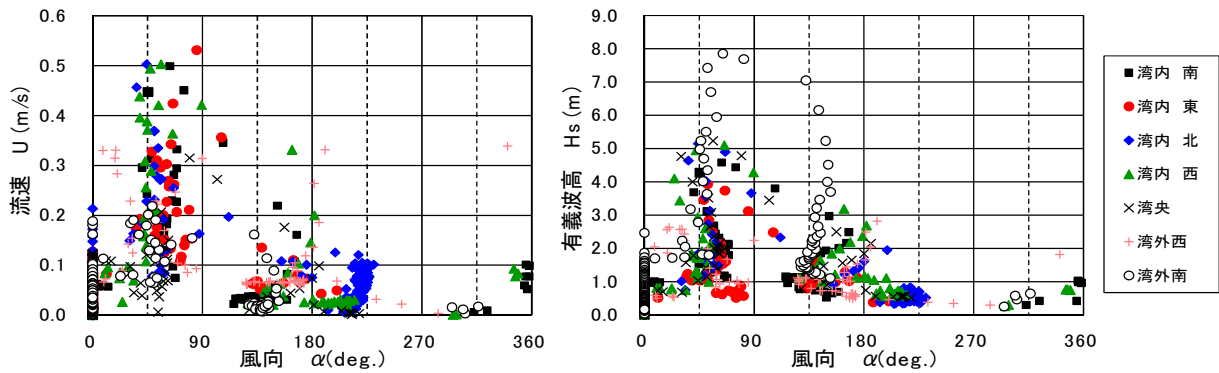 0.6
0.5
0.4
0.3
0.2
0.1
0.0
流速 U (m/s)
0 90 180 270 360
風向 α(deg.)
9.0
8.0
7.0
6.0
5.0
4.0
3.0
2.0
1.0
0.0
有義波高 Hs (m)
0 90 180 270 360
風向 α(deg.)
湾内 南
湾内 東
湾内 北
湾内 西
湾央
湾外西
湾外南